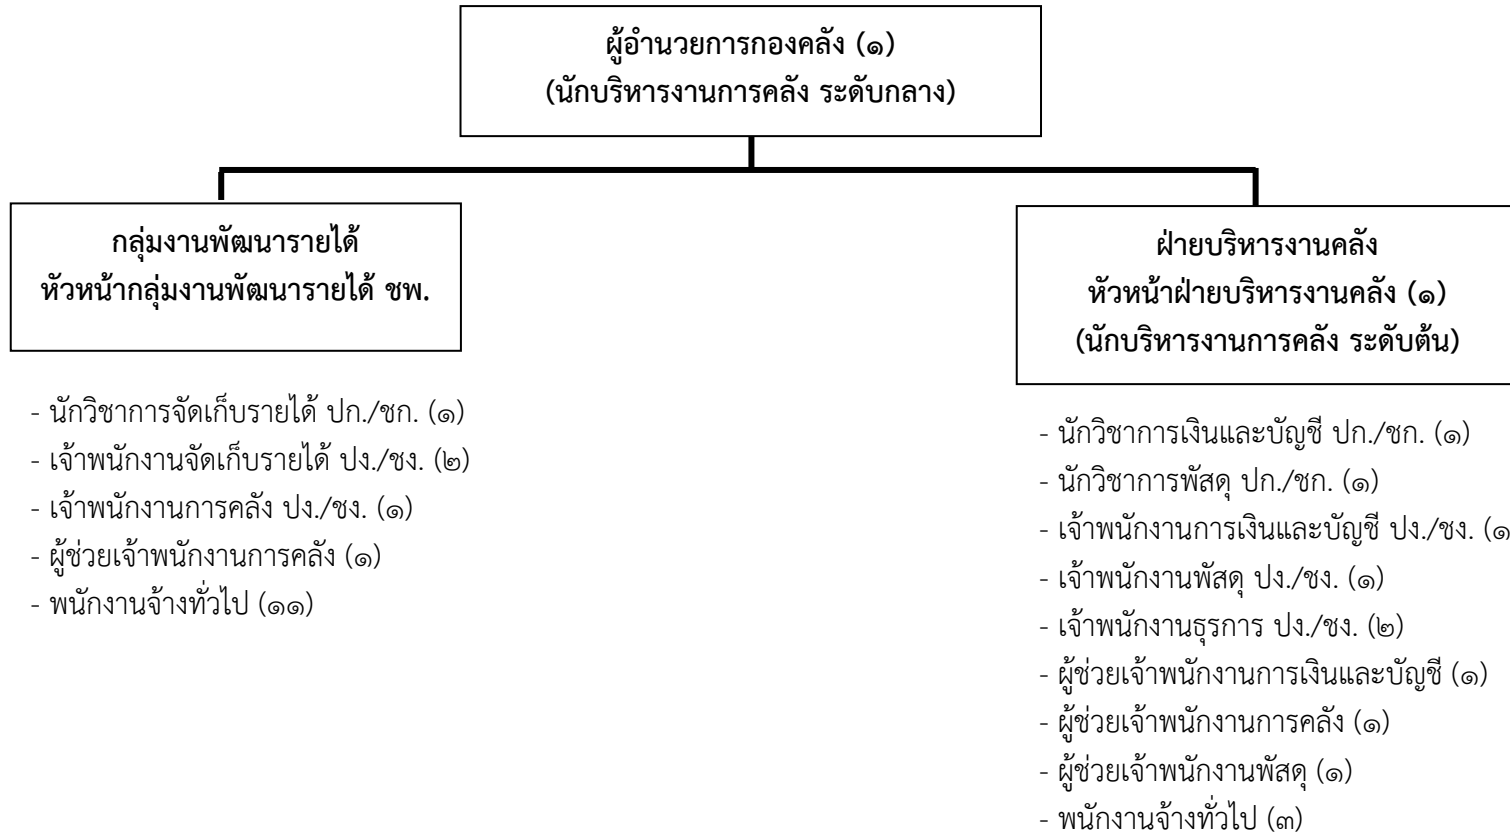 ผู้อำนวยการกองคลัง (๑)
(นักบริหารงานการคลัง ระดับกลาง)
กลุ่มงานพัฒนารายได้
หัวหน้ากลุ่มงานพัฒนารายได้ ชพ.
- นักวิชาการจัดเก็บรายได้ ปก./ชก. (๑)
- เจ้าพนักงานจัดเก็บรายได้ ปง./ชง. (๒)
- เจ้าพนักงานการคลัง ปง./ชง. (๑)
- ผู้ช่วยเจ้าพนักงานการคลัง (๑)
- พนักงานจ้างทั่วไป (๑๑)
ฝ่ายบริหารงานคลัง
หัวหน้าฝ่ายบริหารงานคลัง (๑)
(นักบริหารงานการคลัง ระดับต้น)
- นักวิชาการเงินและบัญชี ปก./ชก. (๑)
- นักวิชาการพัสดุ ปก./ชก. (๑)
- เจ้าพนักงานการเงินและบัญชี ปง./ชง. (๑
- เจ้าพนักงานพัสดุ ปง./ชง. (๑)
- เจ้าพนักงานธุรการ ปง./ชง. (๒)
- ผู้ช่วยเจ้าพนักงานการเงินและบัญชี (๑)
- ผู้ช่วยเจ้าพนักงานการคลัง (๑)
- ผู้ช่วยเจ้าพนักงานพัสดุ (๑)
- พนักงานจ้างทั่วไป (๓)